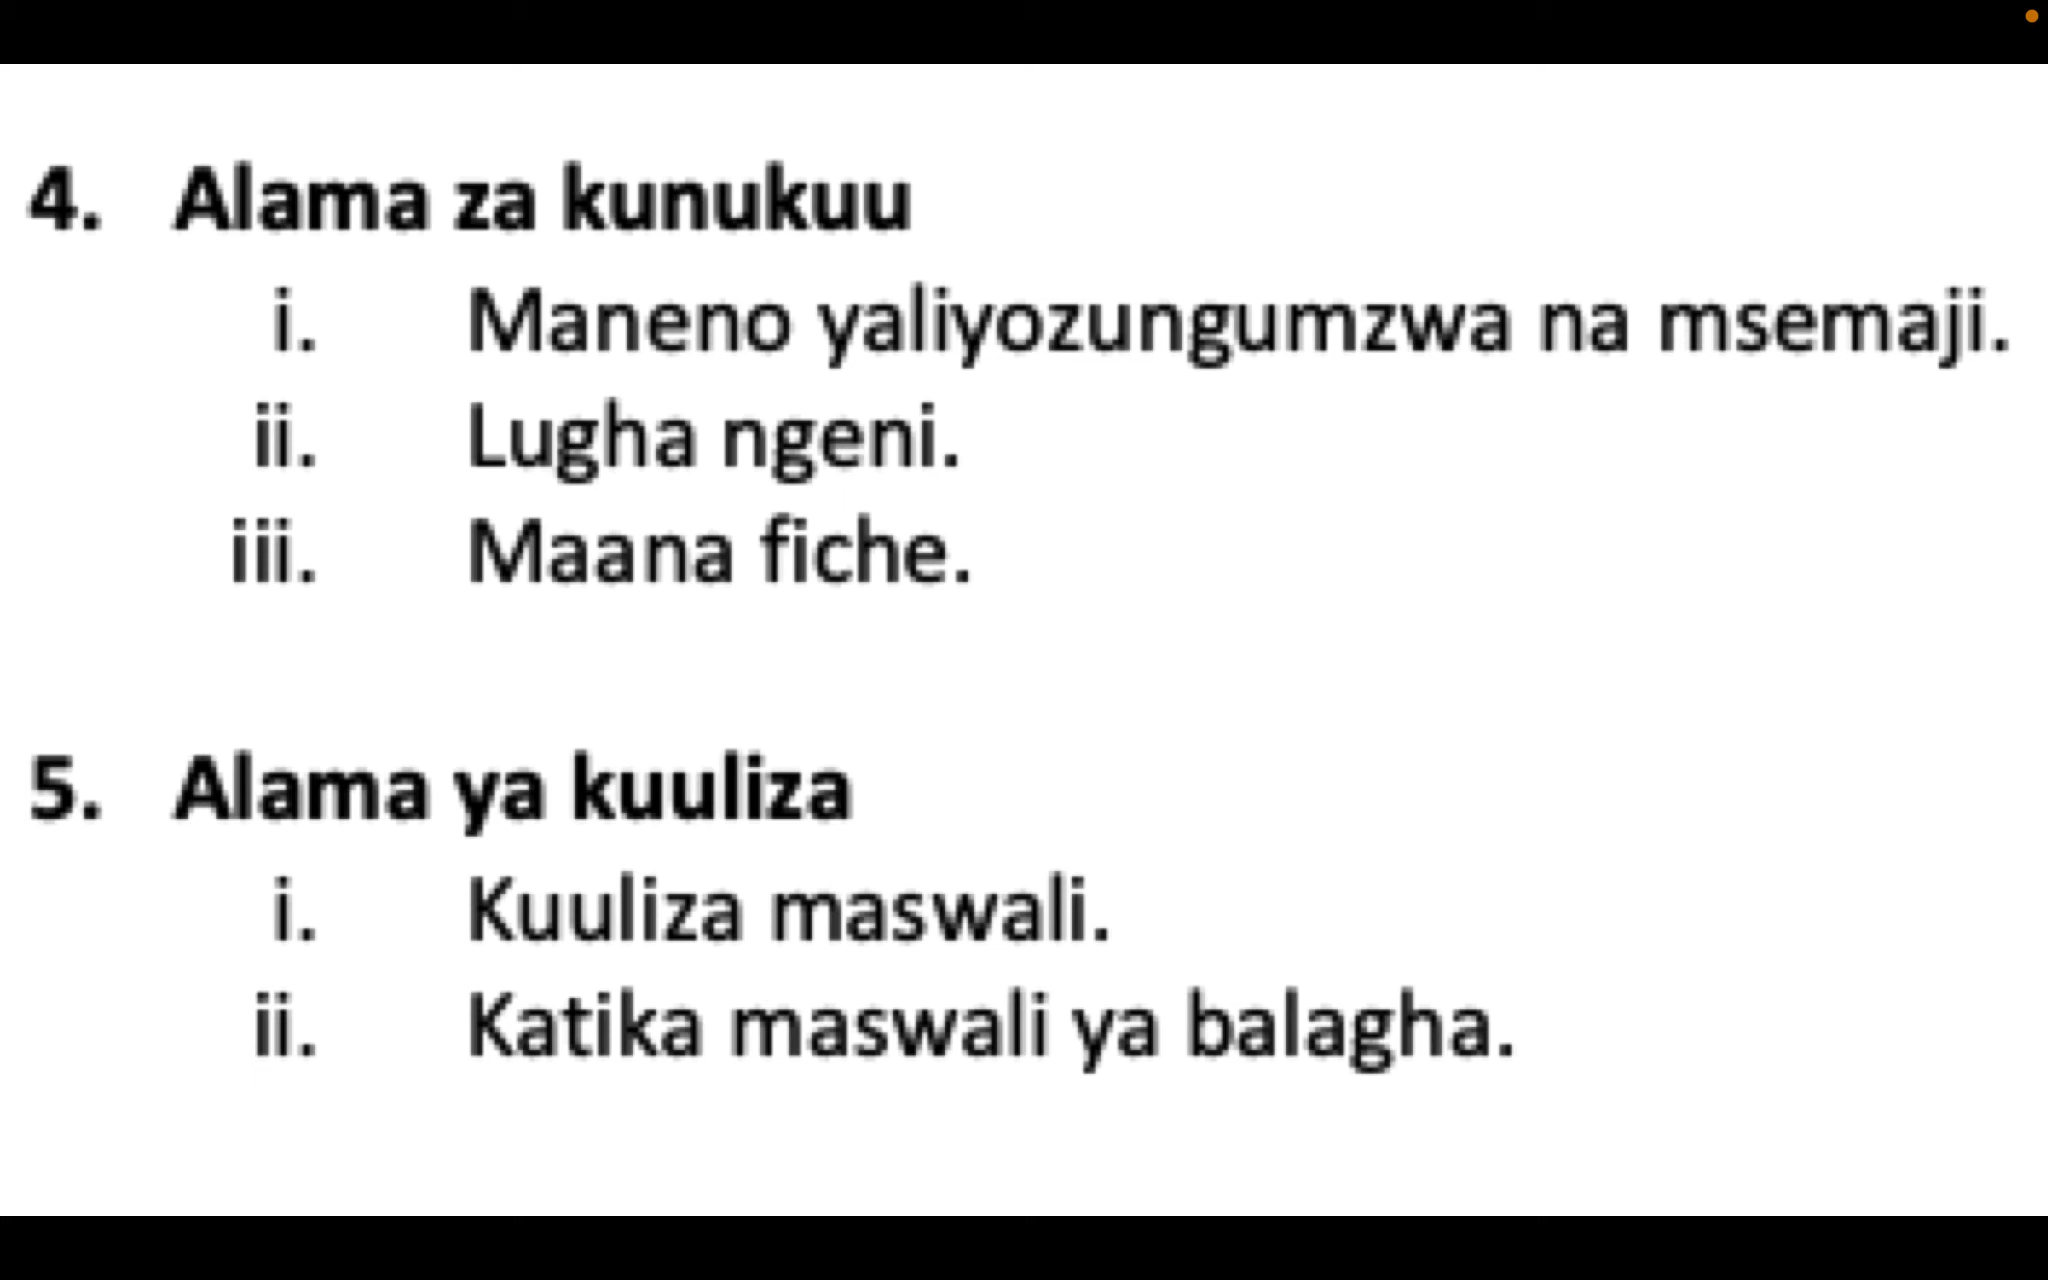 4. Alama za kunukuu
i. Maneno yaliyozungumzwa na msemaji.
ii. Lugha ngeni.
iii. Maana fiche.
5. Alama ya kuuliza
i. Kuuliza maswali.
ii. Katika maswali ya balagha.